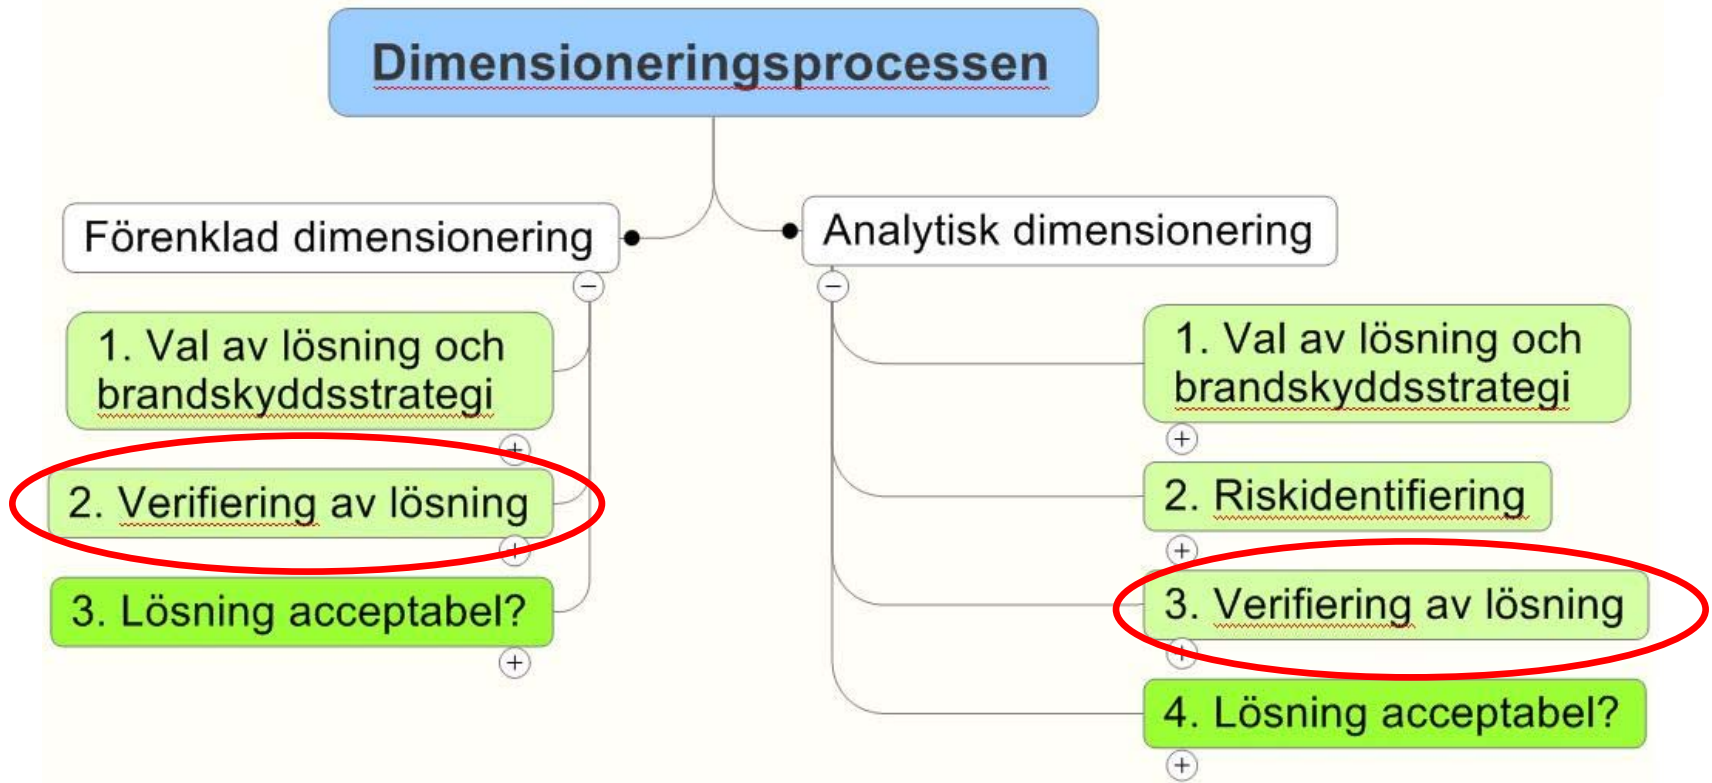 Dimensioneringsprocessen
Förenklad dimensionering
1. Val av lösning och
brandskyddsstrategi
2. Verifiering av lösning
3. Lösning acceptabel?
Analytisk dimensionering
1. Val av lösning och
brandskyddsstrategi
2. Riskidentifiering
3. Verifiering av lösning
4. Lösning acceptabel?